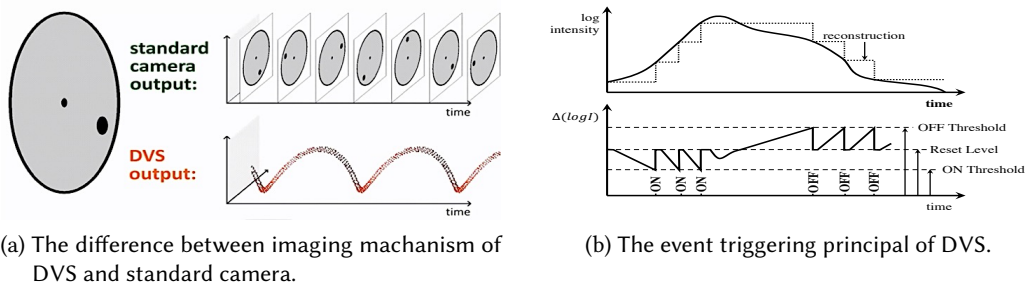 standard
camera
output:
time
DVS
output:
time
(a) The difference between imaging machanism of
DVS and standard camera.
log
intensity
reconstruction
time
Δ(logI)
OFF Threshold
Reset Level
ON Threshold
ON
ON
ON
OFF
OFF
OFF
time
(b) The event triggering principal of DVS.